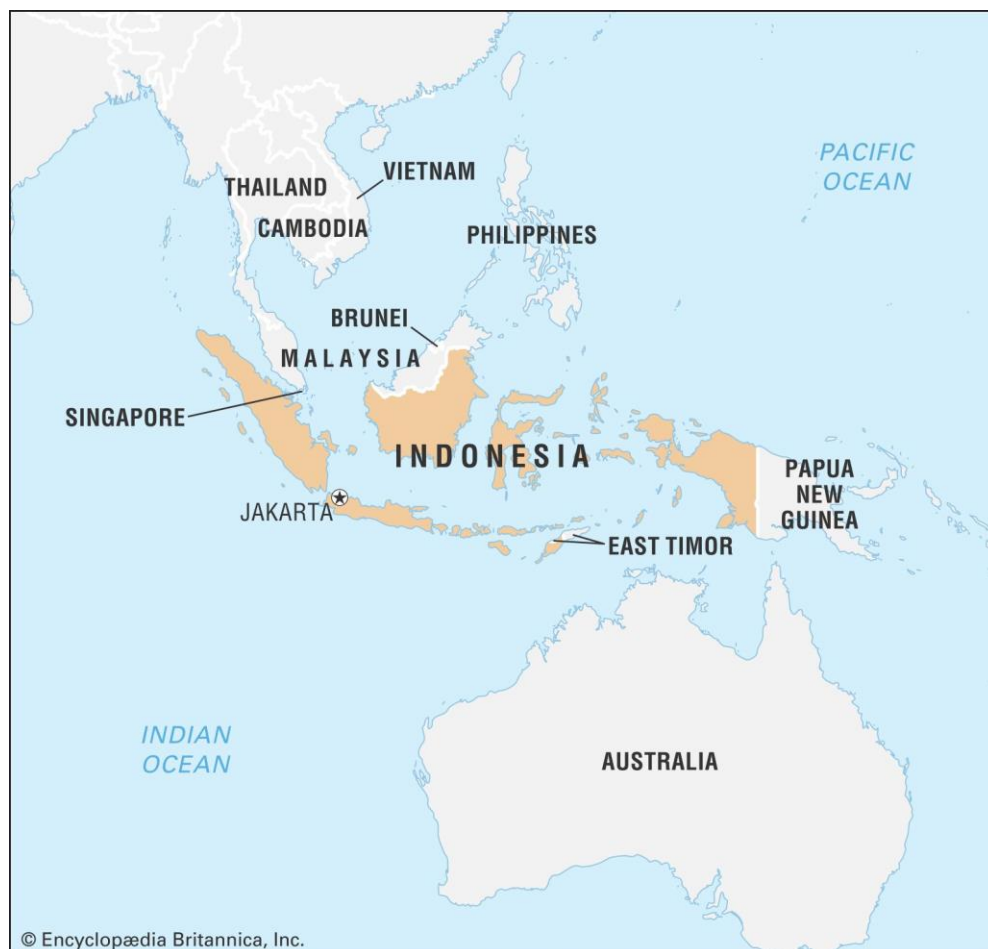 PACIFIC
OCEAN
VIETNAM
THAILAND
CAMBODIA
PHILIPPINES
BRUNEI
MALAYSIA
SINGAPORE
INDONESIA
PAPUA
NEW
GUINEA
JAKARTA
EAST TIMOR
INDIAN
OCEAN
AUSTRALIA
© Encyclopædia Britannica, Inc.